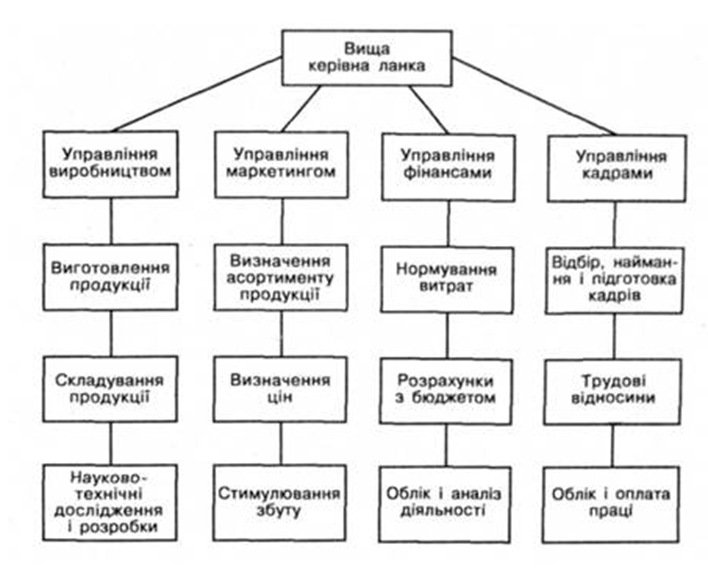 Вища
керівна ланка
Управління
виробництвом
Управління
маркетингом
Управління
фінансами
Управління
кадрами
Виготовлення
продукції
Визначення
асортименту
продукції
Нормування
витрат
Відбір, найман-
ня і підготовка
кадрів
Складування
продукції
Визначення
цін
Розрахунки
з бюджетом
Трудові
відносини
Науково-
технічні
дослідження
і розробки
Стимулювання
збуту
Облік і аналіз
діяльності
Облік і оплата
праці